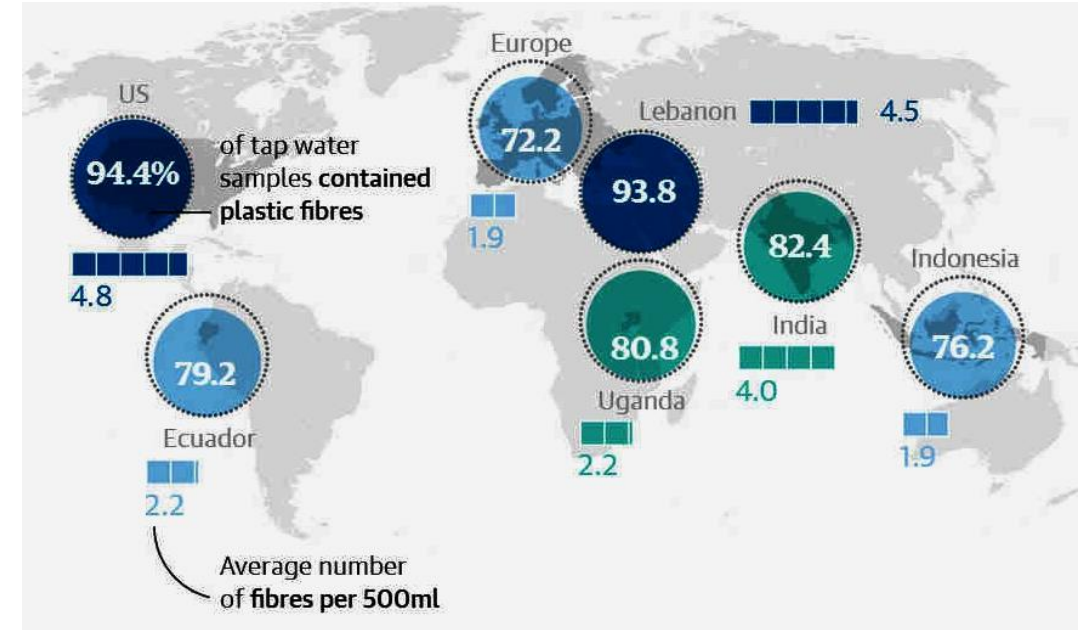 Europe
US
Lebanon
4.5
of tap water
samples contained
plastic fibres
94.4%
72.2
93.8
1.9
82.4
Indonesia
4.8
India
80.8
76.2
79.2
4.0
Uganda
Ecuador
2.2
1.9
2.2
Average number
of fibres per 500ml